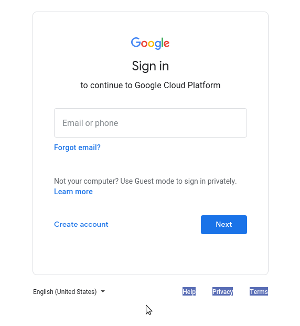 Google
Sign in
to continue to Google Cloud Platform
Email or phone
Forgot email?
Not your computer? Use Guest mode to sign in privately.
Learn more
Create account
Next
English (United States)
Help
Privacy
Terms